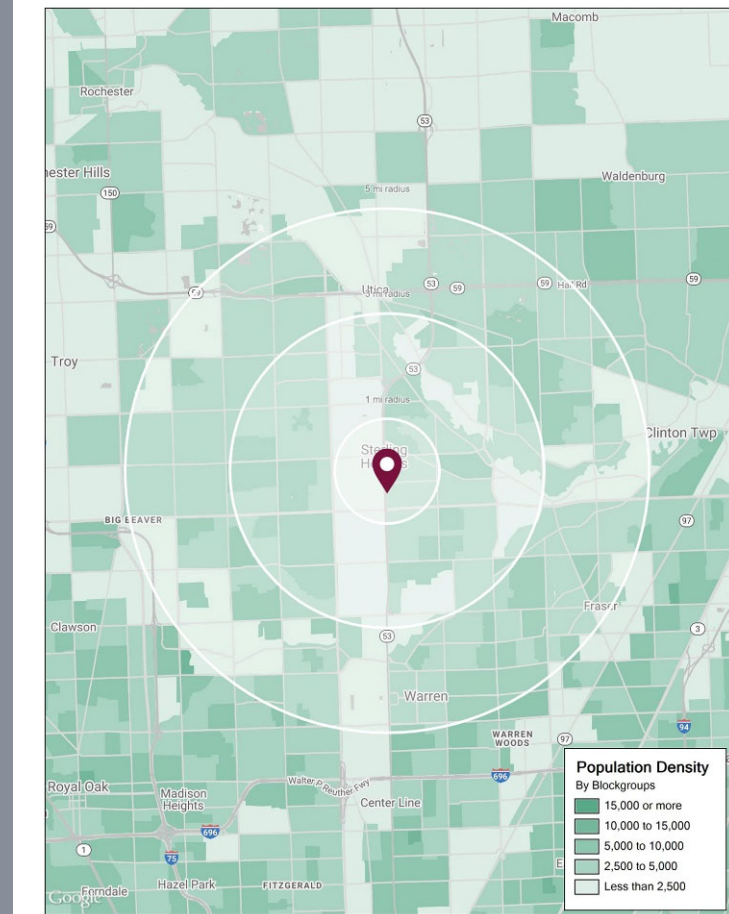 Macomb
Rochester
53
hester Hills
Waldenburg
150
5 mi radius
59
59
53
Utica
59
59
Hall Rd
3 mi radius
Troy
53
1 mi radius
Sterling
Clinton Twp
BIG BEAVER
97
Fraser
Clawson
3
53
Warren
94
WARREN
WOODS
97
Royal Oak
Madison
Heights
Walter P. Reuther Fwy
696
Center Line
696
1
75
Ferndale
Hazel Park
FITZGERALD
Google
Population Density
By Blockgroups
15,000 or more
10,000 to 15,000
5,000 to 10,000
2,500 to 5,000
Less than 2,500